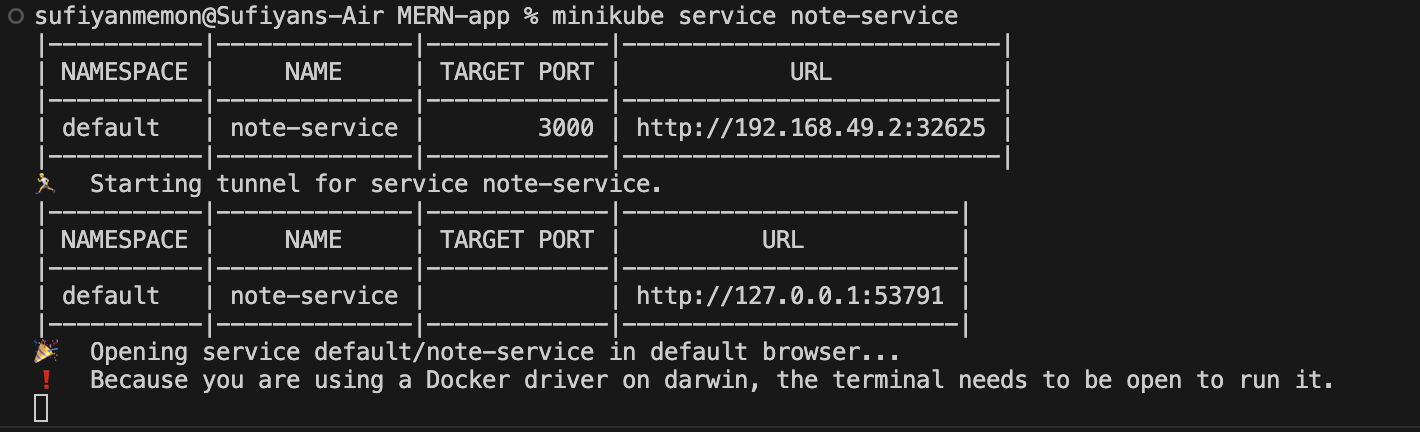 sufiyanmemon@Sufiyans-Air MERN-app % minikube service note-service
|-----------|--------------|-------------|---------------------------|
| NAMESPACE |     NAME     | TARGET PORT |            URL            |
|-----------|--------------|-------------|---------------------------|
| default   | note-service |        3000 | http://192.168.49.2:32625 |
|-----------|--------------|-------------|---------------------------|
🏃  Starting tunnel for service note-service.
|-----------|--------------|-------------|------------------------|
| NAMESPACE |     NAME     | TARGET PORT |          URL           |
|-----------|--------------|-------------|------------------------|
| default   | note-service |             | http://127.0.0.1:53791 |
|-----------|--------------|-------------|------------------------|
🎉  Opening service default/note-service in default browser...
❗  Because you are using a Docker driver on darwin, the terminal needs to be open to run it.